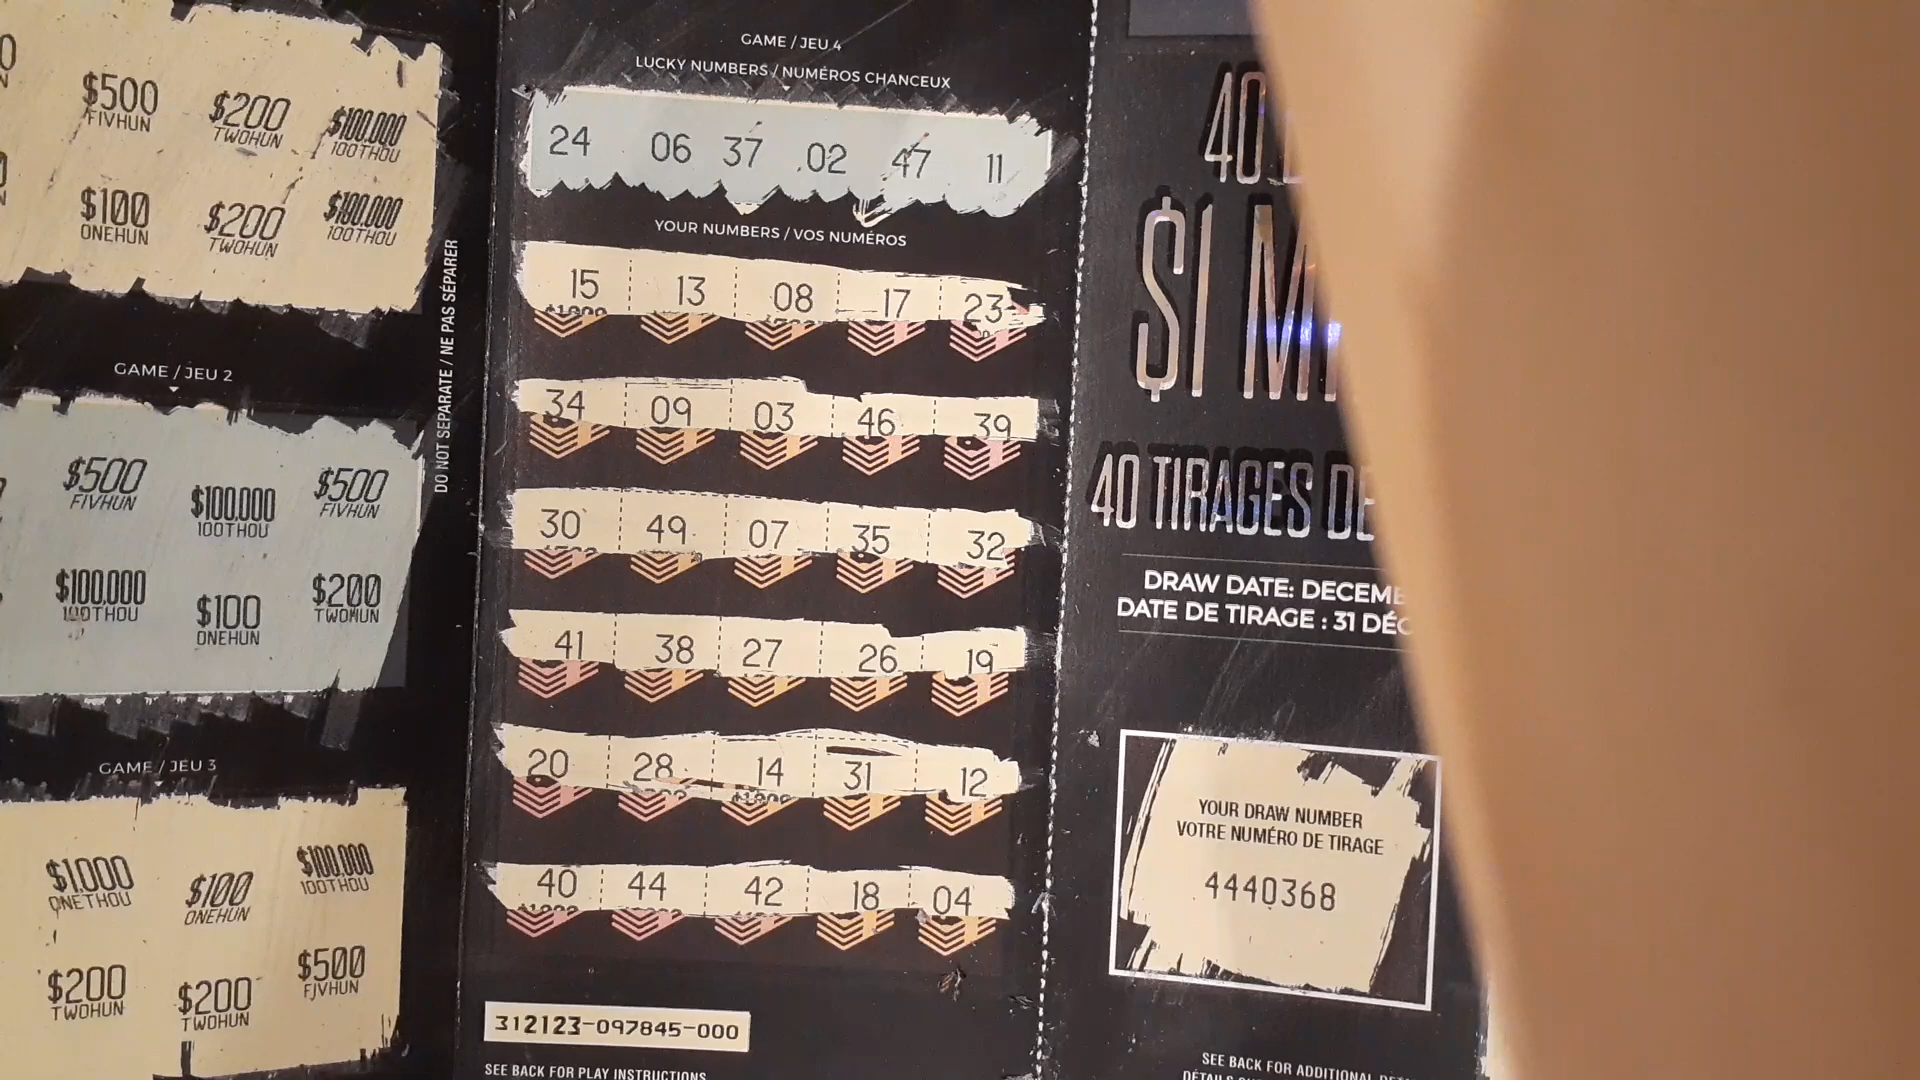 $500 $200 $100,000
FIVHUN TWOHUN 100THOU
$100 $200 $100,000
ONEHUN TWOHUN 100THOU
GAME / JEU 2
$500 $100,000 $500
FIVHUN 100THOU FIVHUN
$100,000 $100 $200
100THOU ONEHUN TWOHUN
GAME / JEU 3
$1,000 $100 $100,000
ONETHOU ONEHUN 100THOU
$200 $200 $500
TWOHUN TWOHUN FIVHUN
DO NOT SEPARATE / NE PAS SÉPARER
GAME / JEU 4
LUCKY NUMBERS / NUMÉROS CHANCEUX
24 06 37 02 47 11
YOUR NUMBERS / VOS NUMÉROS
15 13 08 17 23
34 09 03 46 39
30 49 07 35 32
41 38 27 26 19
20 28 14 31 12
40 44 42 18 04
312123-097845-000
SEE BACK FOR PLAY INSTRUCTIONS
40
$1 M
40 TIRAGES DE
DRAW DATE: DECEM
DATE DE TIRAGE : 31 DÉC
YOUR DRAW NUMBER
VOTRE NUMÉRO DE TIRAGE
4440368
SEE BACK FOR ADDITIONAL